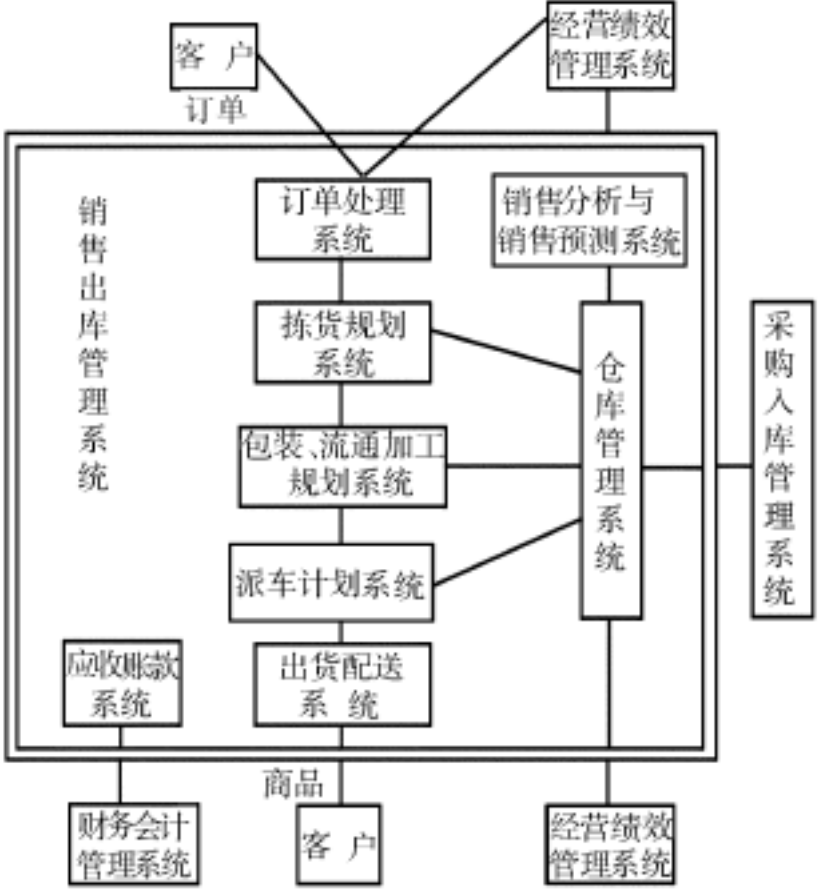 客 户
经营绩效
管理系统
订单
销售出库管理系统
订单处理
系统
销售分析与
销售预测系统
拣货规划
系统
仓库管理系统
采购入库管理系统
包装、流通加工
规划系统
派车计划系统
应收账款
系统
出货配送
系 统
商品
财务会计
管理系统
客 户
经营绩效
管理系统